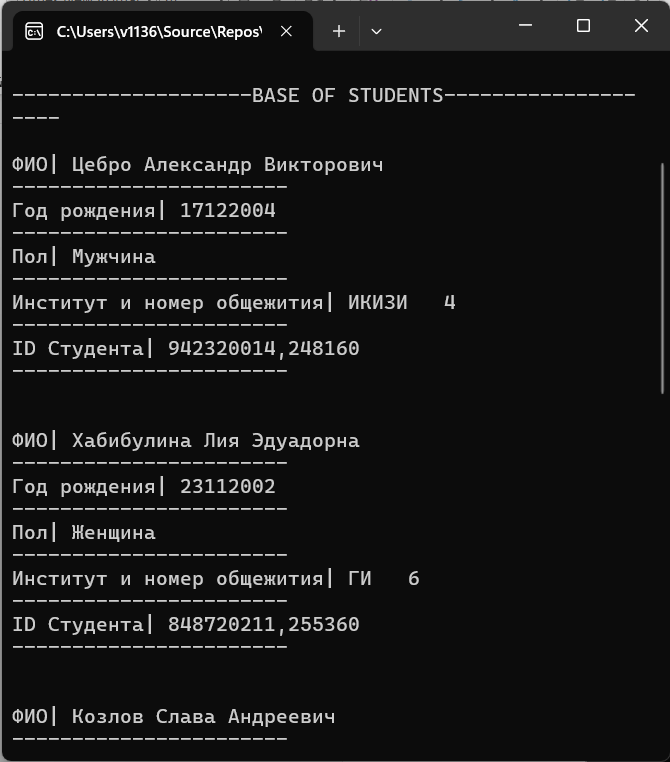 C:\Users\v1136\Source\Repos\
--------------------BASE OF STUDENTS----------------
----
ФИО| Цебро Александр Викторович
-----------------------
Год рождения| 17122004
-----------------------
Пол| Мужчина
-----------------------
Институт и номер общежития| ИКИЗИ   4
-----------------------
ID Студента| 942320014,248160
-----------------------
ФИО| Хабибулина Лия Эдуадорна
-----------------------
Год рождения| 23112002
-----------------------
Пол| Женщина
-----------------------
Институт и номер общежития| ГИ   6
-----------------------
ID Студента| 848720211,255360
-----------------------
ФИО| Козлов Слава Андреевич
-----------------------